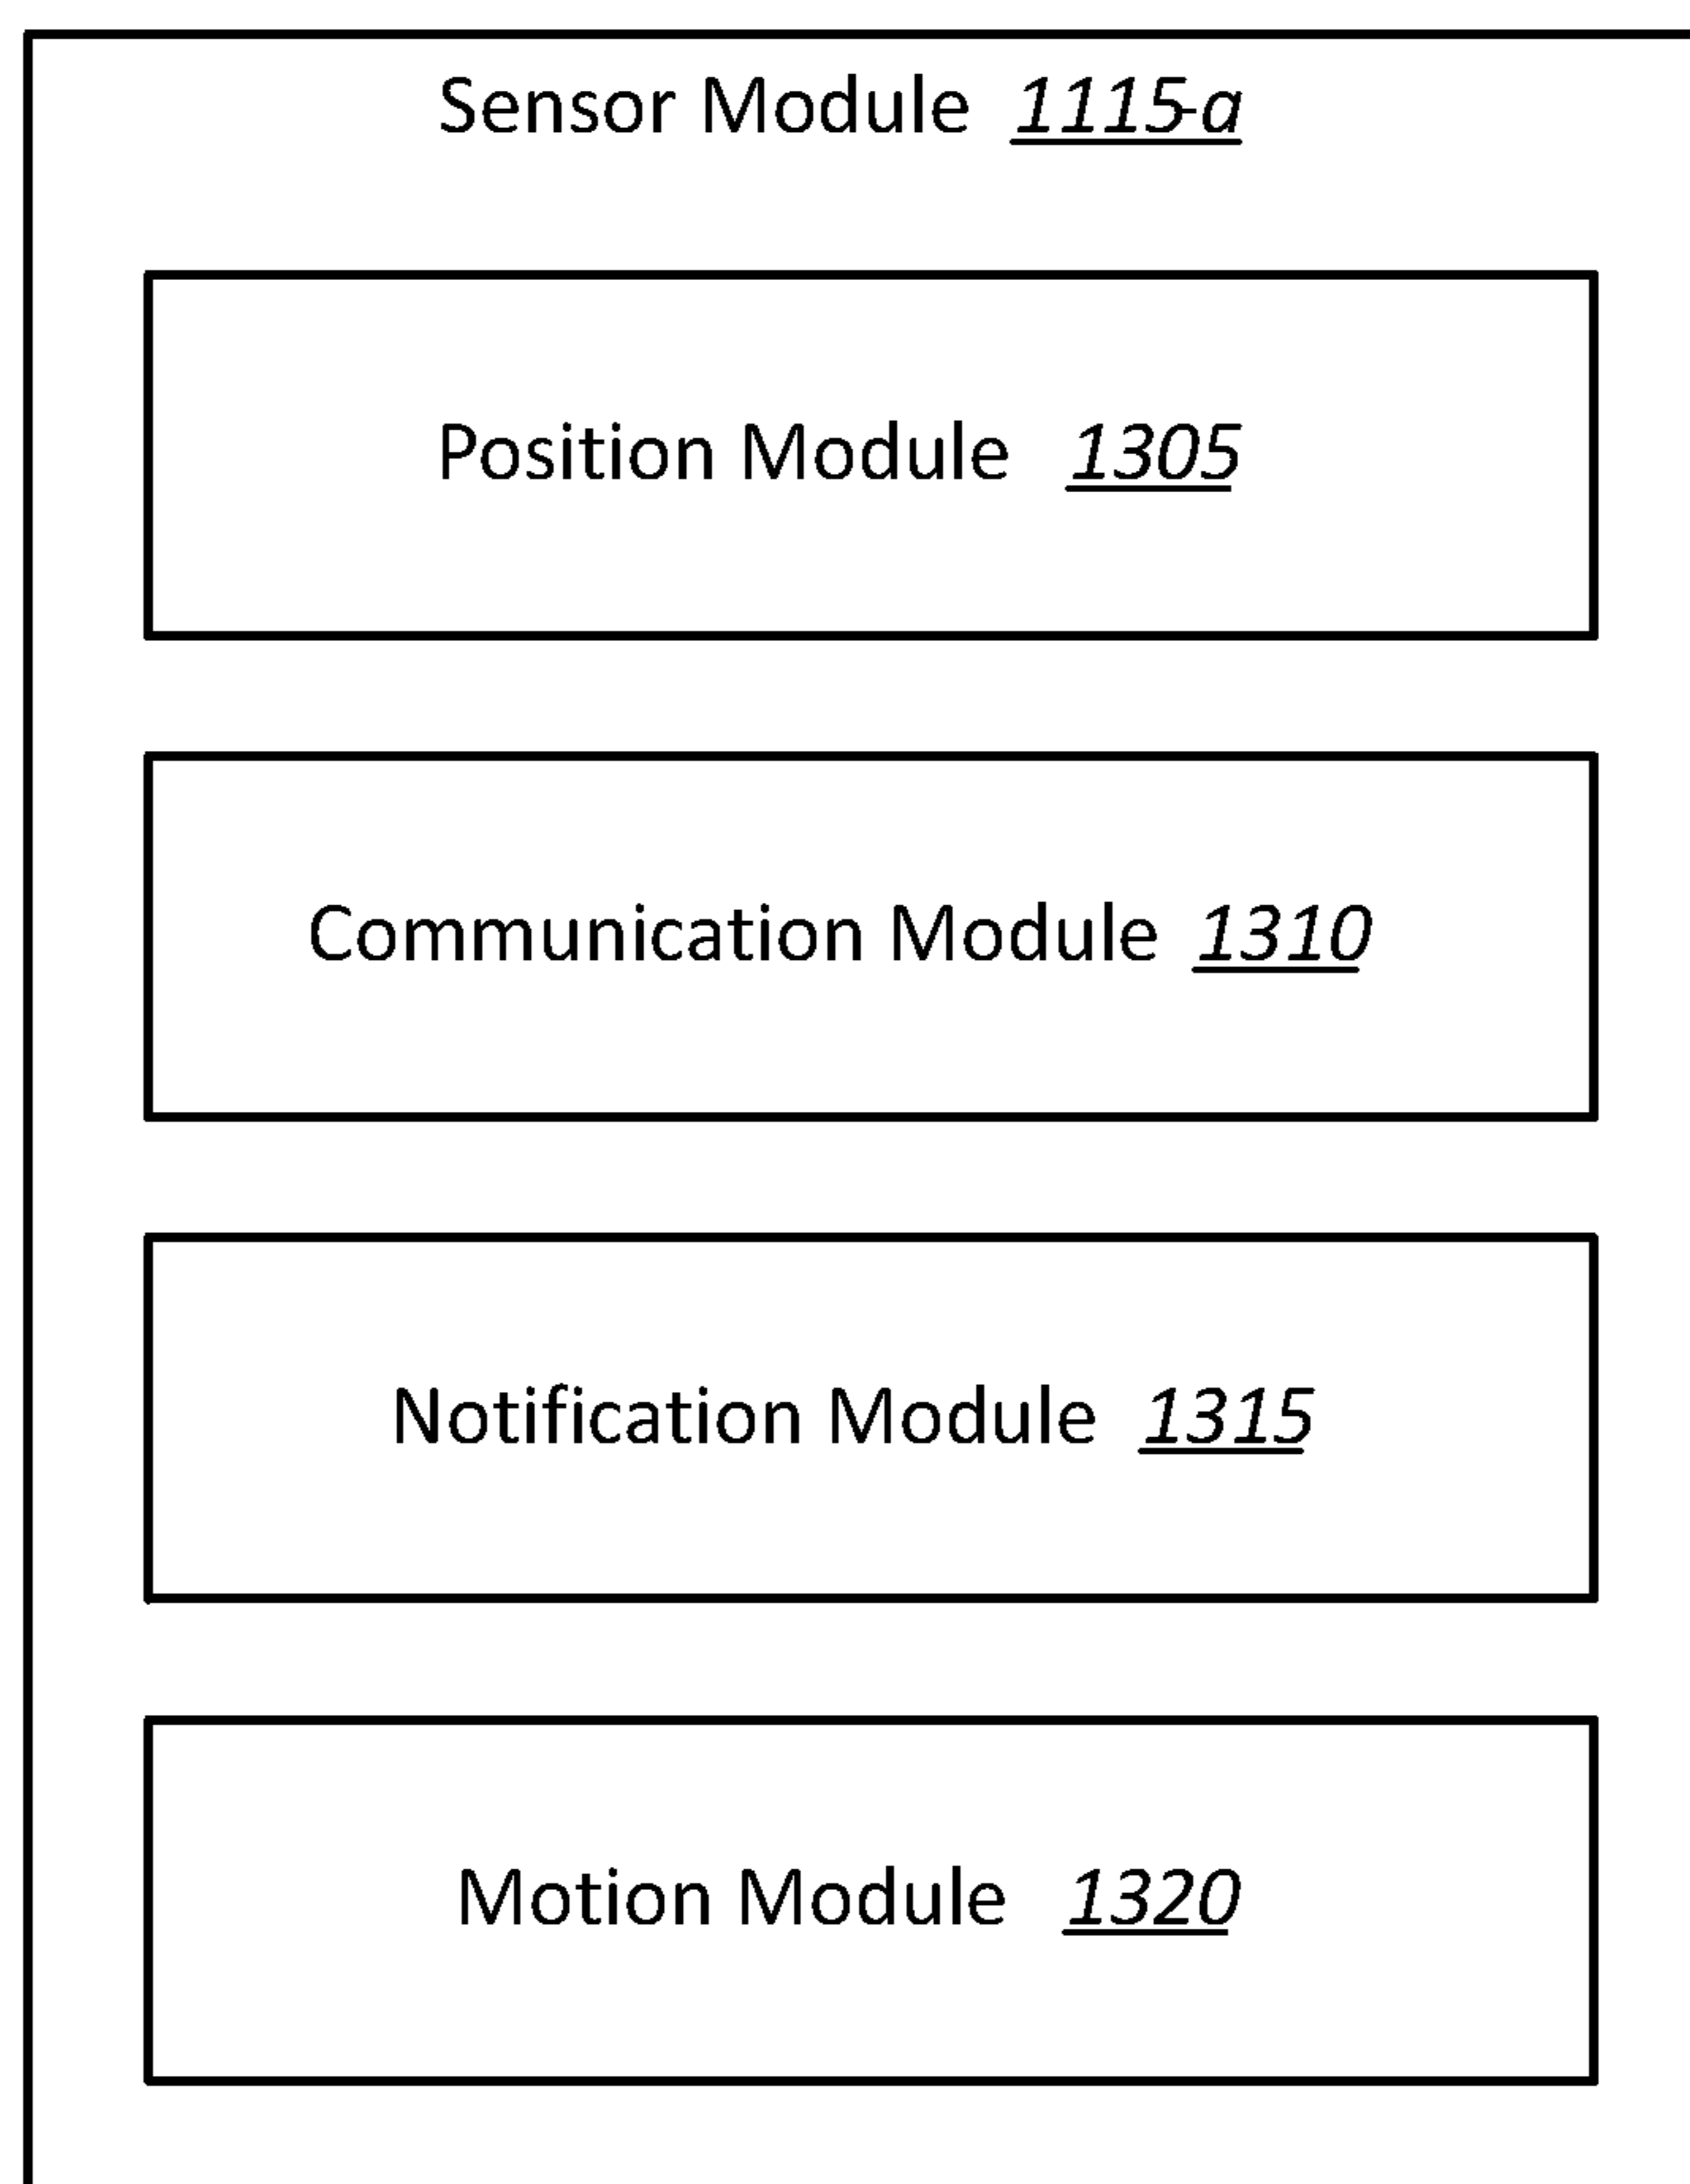 Sensor Module 1115-a
Position Module 1305
Communication Module 1310
Notification Module 1315
Motion Module 1320